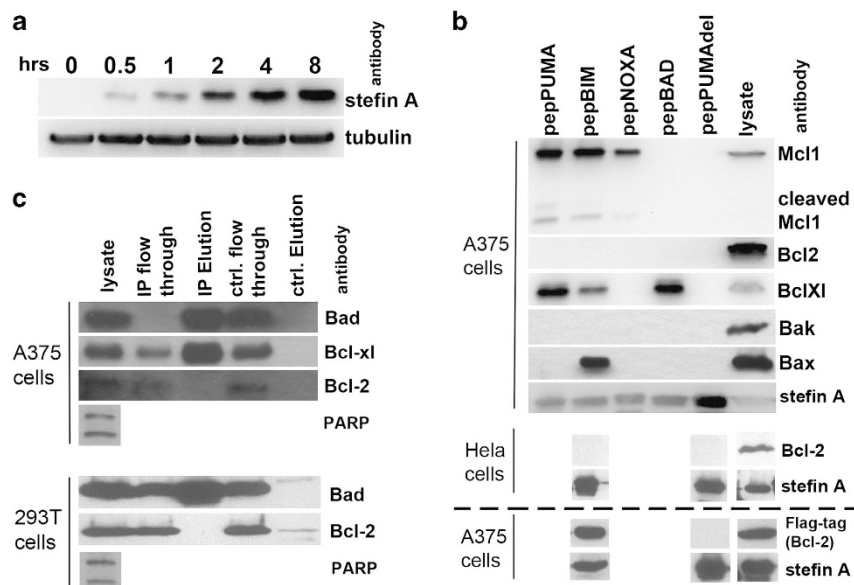 a
hrs 0 0.5 1 2 4 8 antibody
stefin A
tubulin
b
pepPUMA pepBIM pepNOXA pepBAD pepPUMAdel lysate antibody
A375 cells
Mcl1
cleaved Mcl1
Bcl2
BclXl
Bak
Bax
stefin A
Hela cells
Bcl-2
stefin A
A375 cells
Flag-tag (Bcl-2)
stefin A
c
lysate IP flow through IP Elution ctrl. flow through ctrl. Elution antibody
A375 cells
Bad
Bcl-xl
Bcl-2
PARP
293T cells
Bad
Bcl-2
PARP